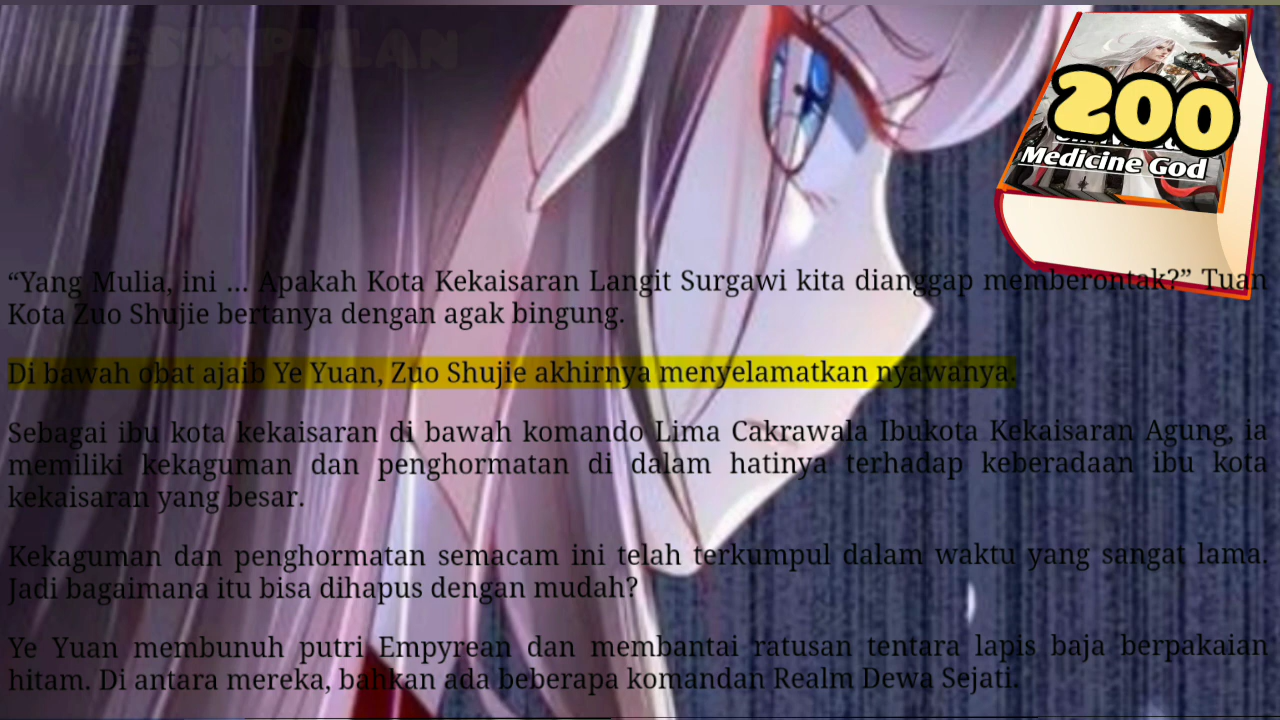 KESIMPULAN
200
Medicine God
“Yang Mulia, ini ... Apakah Kota Kekaisaran Langit Surgawi kita dianggap memberontak?” Tuan
Kota Zuo Shujie bertanya dengan agak bingung.
Di bawah obat ajaib Ye Yuan, Zuo Shujie akhirnya menyelamatkan nyawanya.
Sebagai ibu kota kekaisaran di bawah komando Lima Cakrawala Ibukota Kekaisaran Agung, ia
memiliki kekaguman dan penghormatan di dalam hatinya terhadap keberadaan ibu kota
kekaisaran yang besar.
Kekaguman dan penghormatan semacam ini telah terkumpul dalam waktu yang sangat lama.
Jadi bagaimana itu bisa dihapus dengan mudah?
Ye Yuan membunuh putri Empyrean dan membantai ratusan tentara lapis baja berpakaian
hitam. Di antara mereka, bahkan ada beberapa komandan Realm Dewa Sejati.